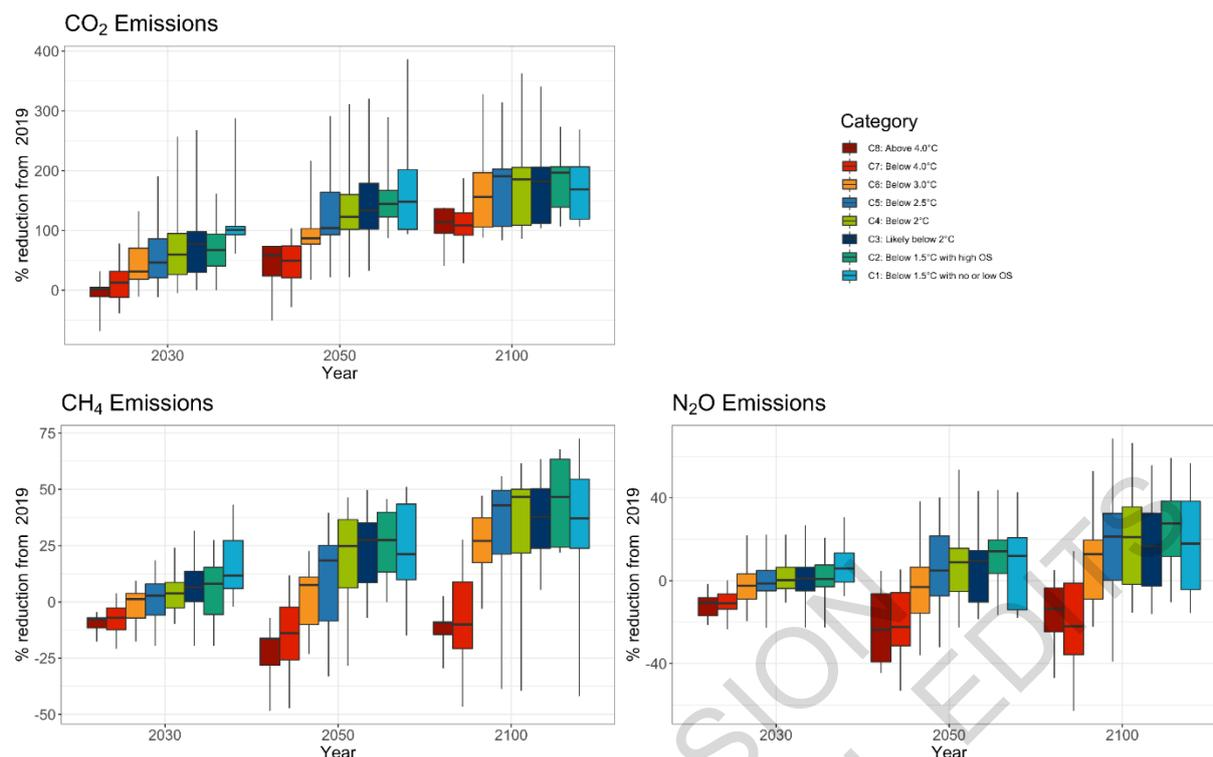 CO₂ Emissions
% reduction from 2019
400
300
200
100
0
2030
2050
2100
Year
Category
C8: Above 4.0°C
C7: Below 4.0°C
C6: Below 3.0°C
C5: Below 2.5°C
C4: Below 2°C
C3: Likely below 2°C
C2: Below 1.5°C with high OS
C1: Below 1.5°C with no or low OS
CH₄ Emissions
% reduction from 2019
75
50
25
0
-25
-50
2030
2050
2100
Year
N₂O Emissions
% reduction from 2019
40
0
-40
2030
2050
2100
Year
SION
EDITS